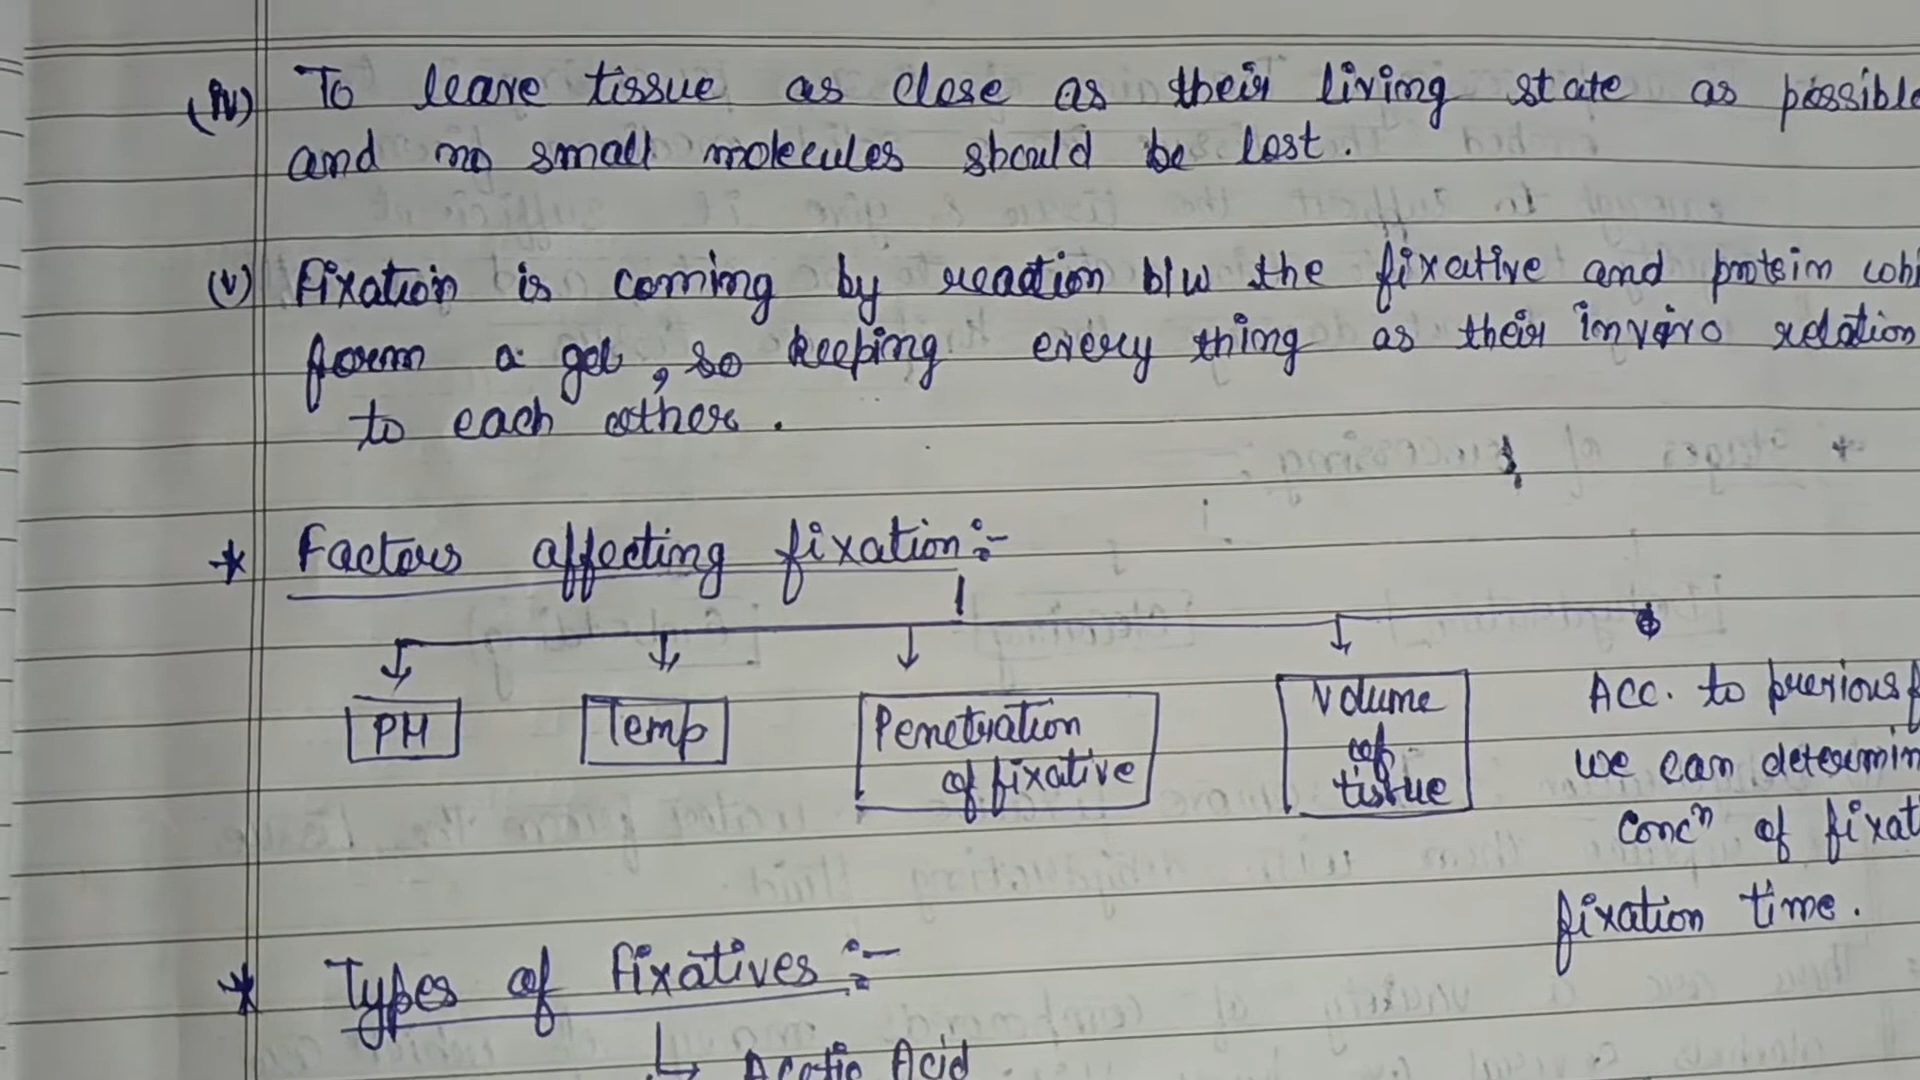 (iv) To leave tissue as close as their living state as possible
and no small molecules should be lost.
(v) Fixation is coming by reaction b/w the fixative and protein
form a gel, so keeping every thing as their invivo relation
to each other.
* Factors affecting fixation :-
PH
Temp
Penetration
of fixative
Volume
of
tissue
Acc. to previous
we can determin
concn of fixat
fixation time.
* Types of fixatives :-
↳ Acetic Acid